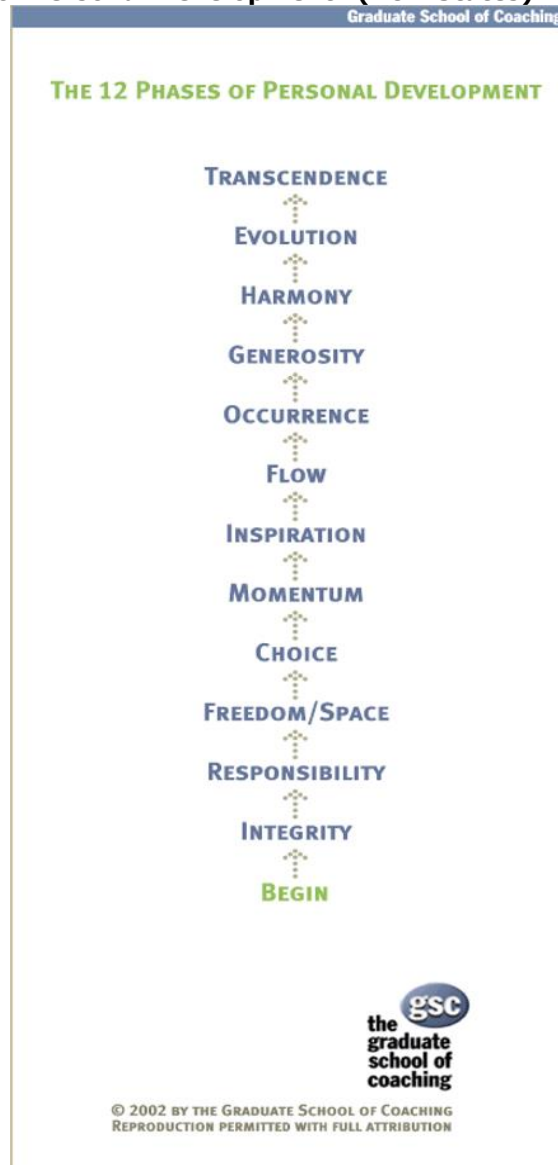 Graduate School of Coaching
THE 12 PHASES OF PERSONAL DEVELOPMENT
TRANSCENDENCE
EVOLUTION
HARMONY
GENEROSITY
OCCURRENCE
FLOW
INSPIRATION
MOMENTUM
CHOICE
FREEDOM/SPACE
RESPONSIBILITY
INTEGRITY
BEGIN
gsc
the
graduate
school of
coaching
© 2002 BY THE GRADUATE SCHOOL OF COACHING
REPRODUCTION PERMITTED WITH FULL ATTRIBUTION